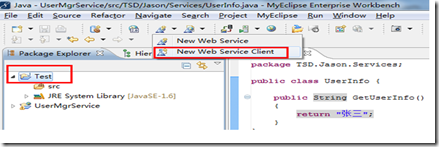 Java - UserMgrService/src/TSD/Jason/Services/UserInfo.java - MyEclipse Enterprise Workbench
File Edit Source Refactor Navigate Search Project MyEclipse Run Window Help
New Web Service
New Web Service Client
Package Explorer
Test
src
JRE System Library [JavaSE-1.6]
UserMgrService
package TSD.Jason.Services;
public class UserInfo {
public String GetUserInfo()
{
return "张三";
}